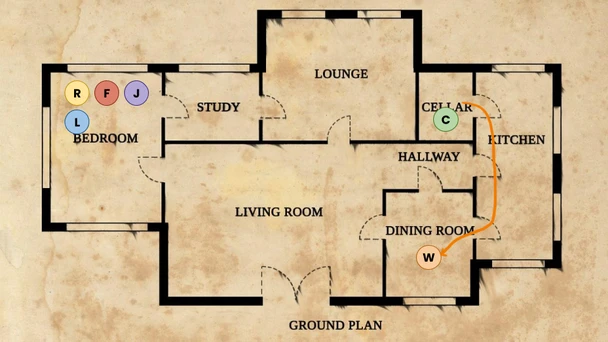 LOUNGE
R F J
STUDY
CELLAR
L
C
BEDROOM
KITCHEN
HALLWAY
LIVING ROOM
DINING ROOM
W
GROUND PLAN